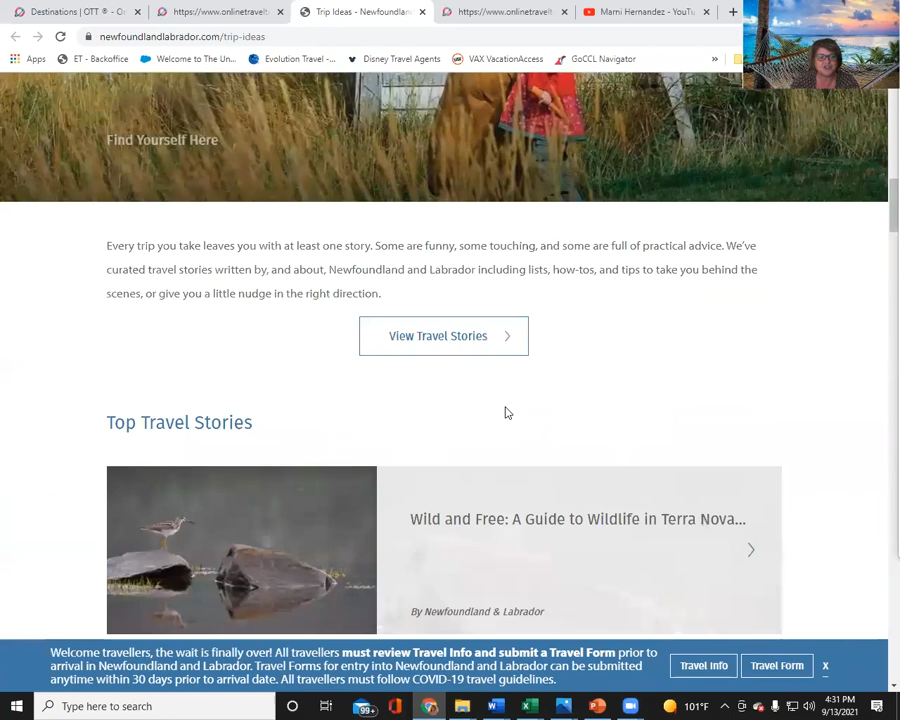 Destinations | OTT ® - O
https://www.onlinetravelt
Trip Ideas - Newfoundlan
https://www.onlinetravelt
Marni Hernandez - YouTu
newfoundlandlabrador.com/trip-ideas
Apps
ET - Backoffice
Welcome to The Un...
Evolution Travel -...
Disney Travel Agents
VAX VacationAccess
GoCCL Navigator
»
Find Yourself Here
Every trip you take leaves you with at least one story. Some are funny, some touching, and some are full of practical advice. We've
curated travel stories written by, and about, Newfoundland and Labrador including lists, how-tos, and tips to take you behind the
scenes, or give you a little nudge in the right direction.
View Travel Stories
Top Travel Stories
Wild and Free: A Guide to Wildlife in Terra Nova...
By Newfoundland & Labrador
Welcome travellers, the wait is finally over! All travellers must review Travel Info and submit a Travel Form prior to
arrival in Newfoundland and Labrador. Travel Forms for entry into Newfoundland and Labrador can be submitted
anytime within 30 days prior to arrival date. All travellers must follow COVID-19 travel guidelines.
Travel Info
Travel Form
X
Type here to search
99+
101°F
4:31 PM
9/13/2021